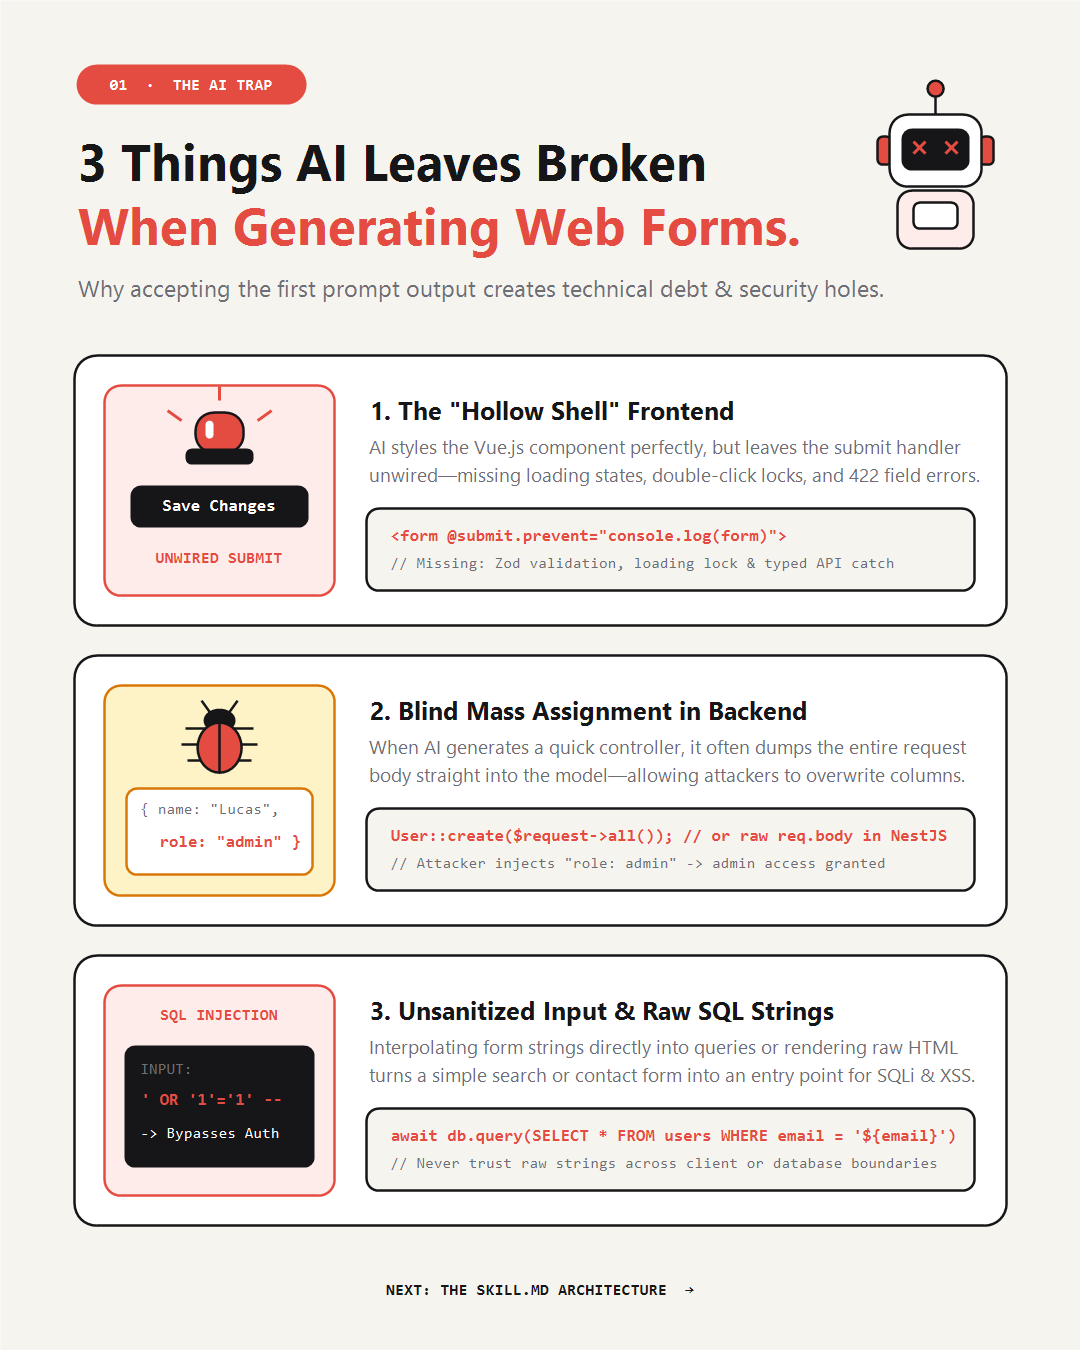 01 · THE AI TRAP
3 Things AI Leaves Broken
When Generating Web Forms.
Why accepting the first prompt output creates technical debt & security holes.
Save Changes
UNWIRED SUBMIT
1. The "Hollow Shell" Frontend
AI styles the Vue.js component perfectly, but leaves the submit handler
unwired—missing loading states, double-click locks, and 422 field errors.
<form @submit.prevent="console.log(form)">
// Missing: Zod validation, loading lock & typed API catch
{ name: "Lucas",
role: "admin" }
2. Blind Mass Assignment in Backend
When AI generates a quick controller, it often dumps the entire request
body straight into the model—allowing attackers to overwrite columns.
User::create($request->all()); // or raw req.body in NestJS
// Attacker injects "role: admin" -> admin access granted
SQL INJECTION
INPUT:
' OR '1'='1' --
-> Bypasses Auth
3. Unsanitized Input & Raw SQL Strings
Interpolating form strings directly into queries or rendering raw HTML
turns a simple search or contact form into an entry point for SQLi & XSS.
await db.query(SELECT * FROM users WHERE email = '${email}')
// Never trust raw strings across client or database boundaries
NEXT: THE SKILL.MD ARCHITECTURE →